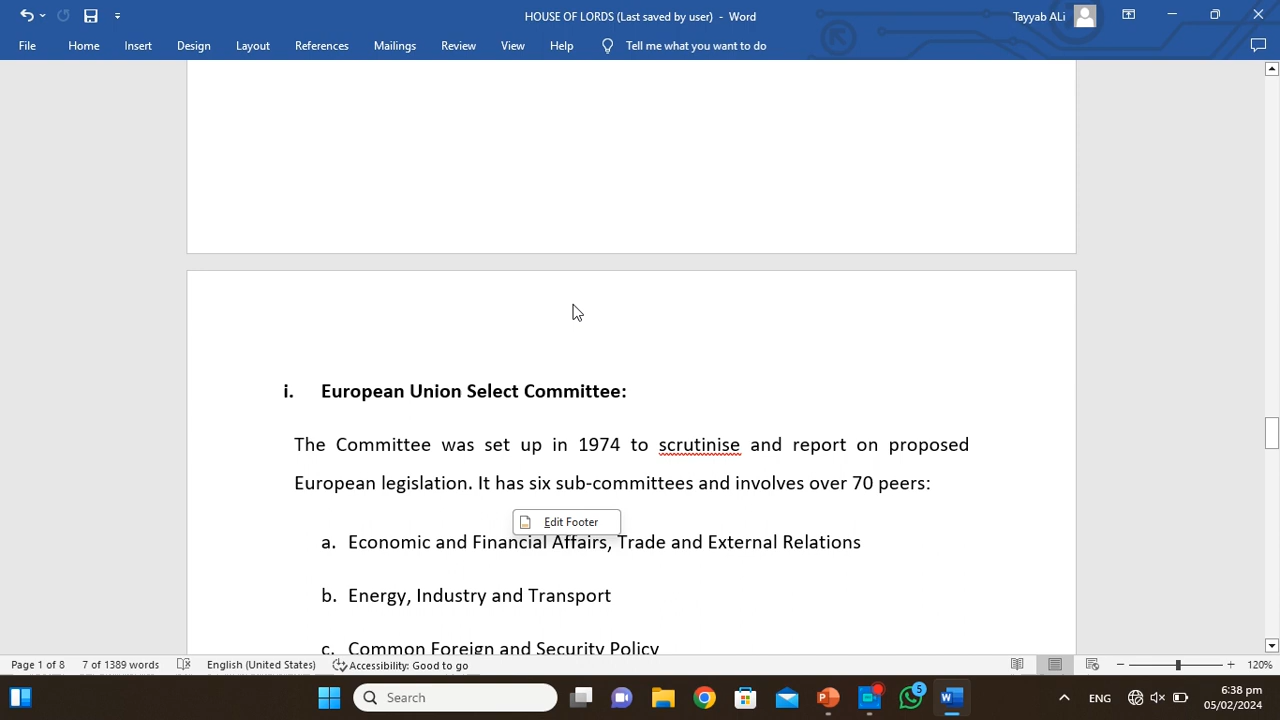 HOUSE OF LORDS (Last saved by user) - Word
Tayyab ALi
File Home Insert Design Layout References Mailings Review View Help Tell me what you want to do
i. European Union Select Committee:
The Committee was set up in 1974 to scrutinise and report on proposed
European legislation. It has six sub-committees and involves over 70 peers:
Edit Footer
a. Economic and Financial Affairs, Trade and External Relations
b. Energy, Industry and Transport
c. Common Foreign and Security Policy
Page 1 of 8 7 of 1389 words English (United States) Accessibility: Good to go 120%
Search 5 ENG 6:38 pm
05/02/2024